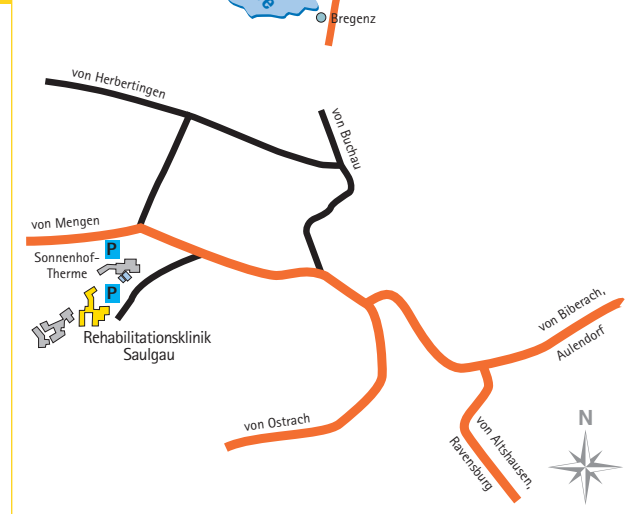 e
Bregenz
von Herbertingen
von Buchau
von Mengen
P
Sonnenhof-
Therme
P
Rehabilitationsklinik
Saulgau
von Biberach,
Aulendorf
von Ostrach
von Altshausen,
Ravensburg
N